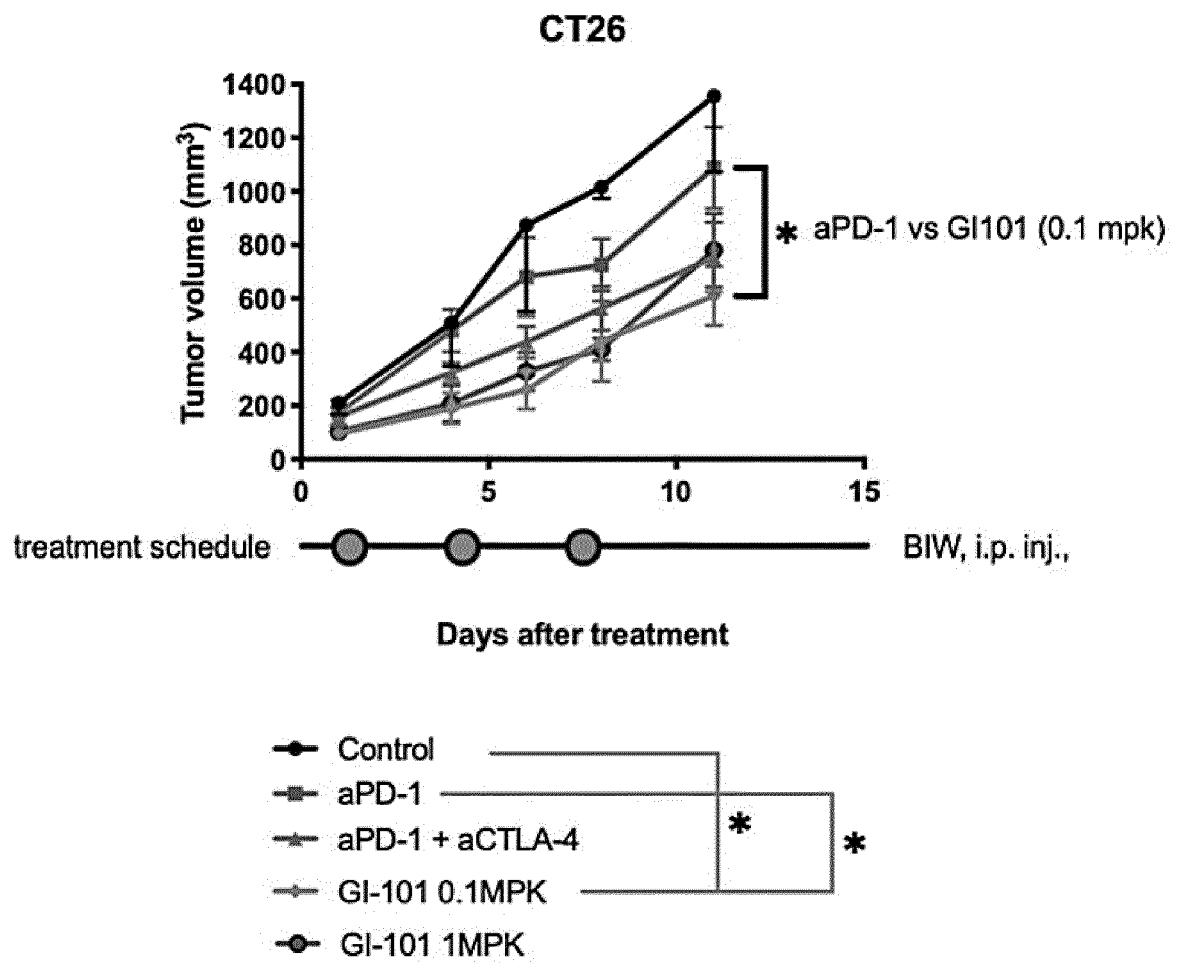 CT26
Tumor volume (mm³)
1400
1200
1000
800
600
400
200
0
0 5 10 15
* aPD-1 vs GI101 (0.1 mpk)
treatment schedule BIW, i.p. inj.,
Days after treatment
Control
aPD-1
*
aPD-1 + aCTLA-4 *
GI-101 0.1MPK
GI-101 1MPK